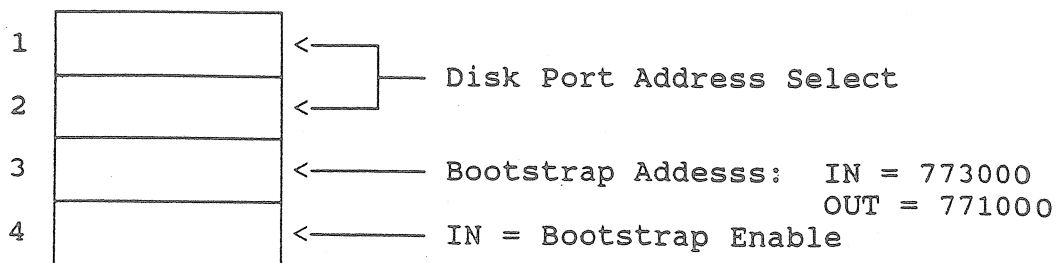 1
Disk Port Address Select
2
3 Bootstrap Addesss: IN = 773000
OUT = 771000
4 IN = Bootstrap Enable